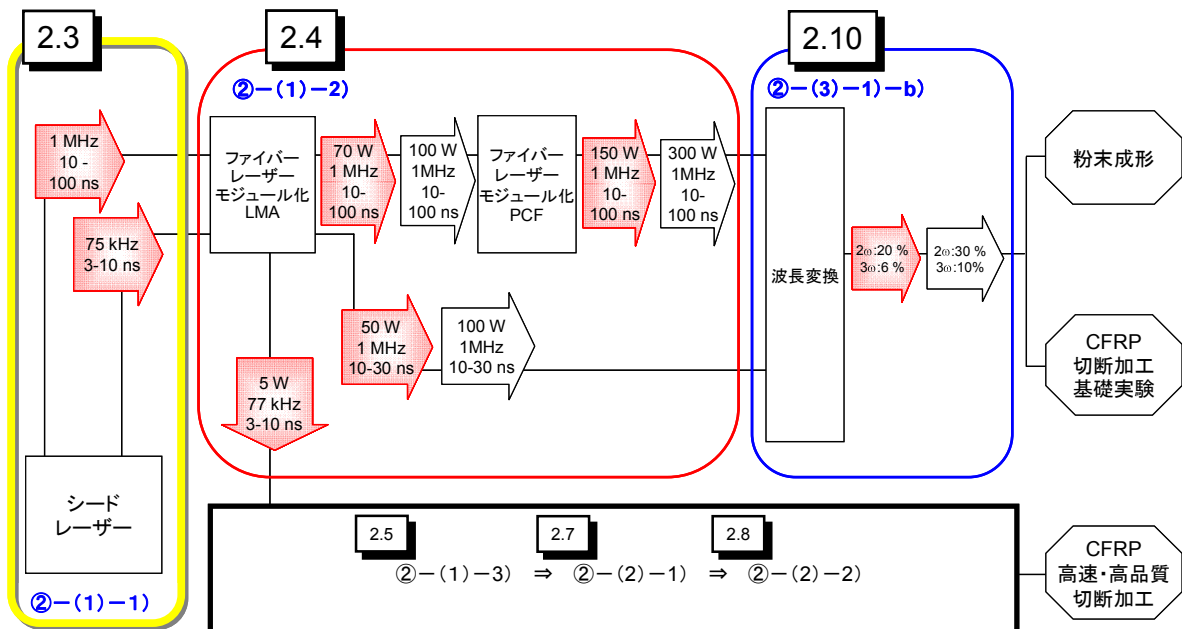 2.3
1 MHz
10 -
100 ns
75 kHz
3-10 ns
シード
レーザー
②-(1)-1)
2.4
②-(1)-2)
ファイバー
レーザー
モジュール化
LMA
70 W
1 MHz
10-
100 ns
100 W
1MHz
10-
100 ns
ファイバー
レーザー
モジュール化
PCF
150 W
1 MHz
10-
100 ns
300 W
1MHz
10-
100 ns
50 W
1 MHz
10-30 ns
100 W
1MHz
10-30 ns
5 W
77 kHz
3-10 ns
2.10
②-(3)-1)-b)
波長変換
2ω:20 %
3ω:6 %
2ω:30 %
3ω:10%
粉末成形
CFRP
切断加工
基礎実験
2.5
2.7
2.8
②-(1)-3) ⇒ ②-(2)-1) ⇒ ②-(2)-2)
CFRP
高速・高品質
切断加工